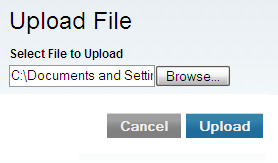 Upload File
Select File to Upload
C:\Documents and Settin Browse...
Cancel Upload